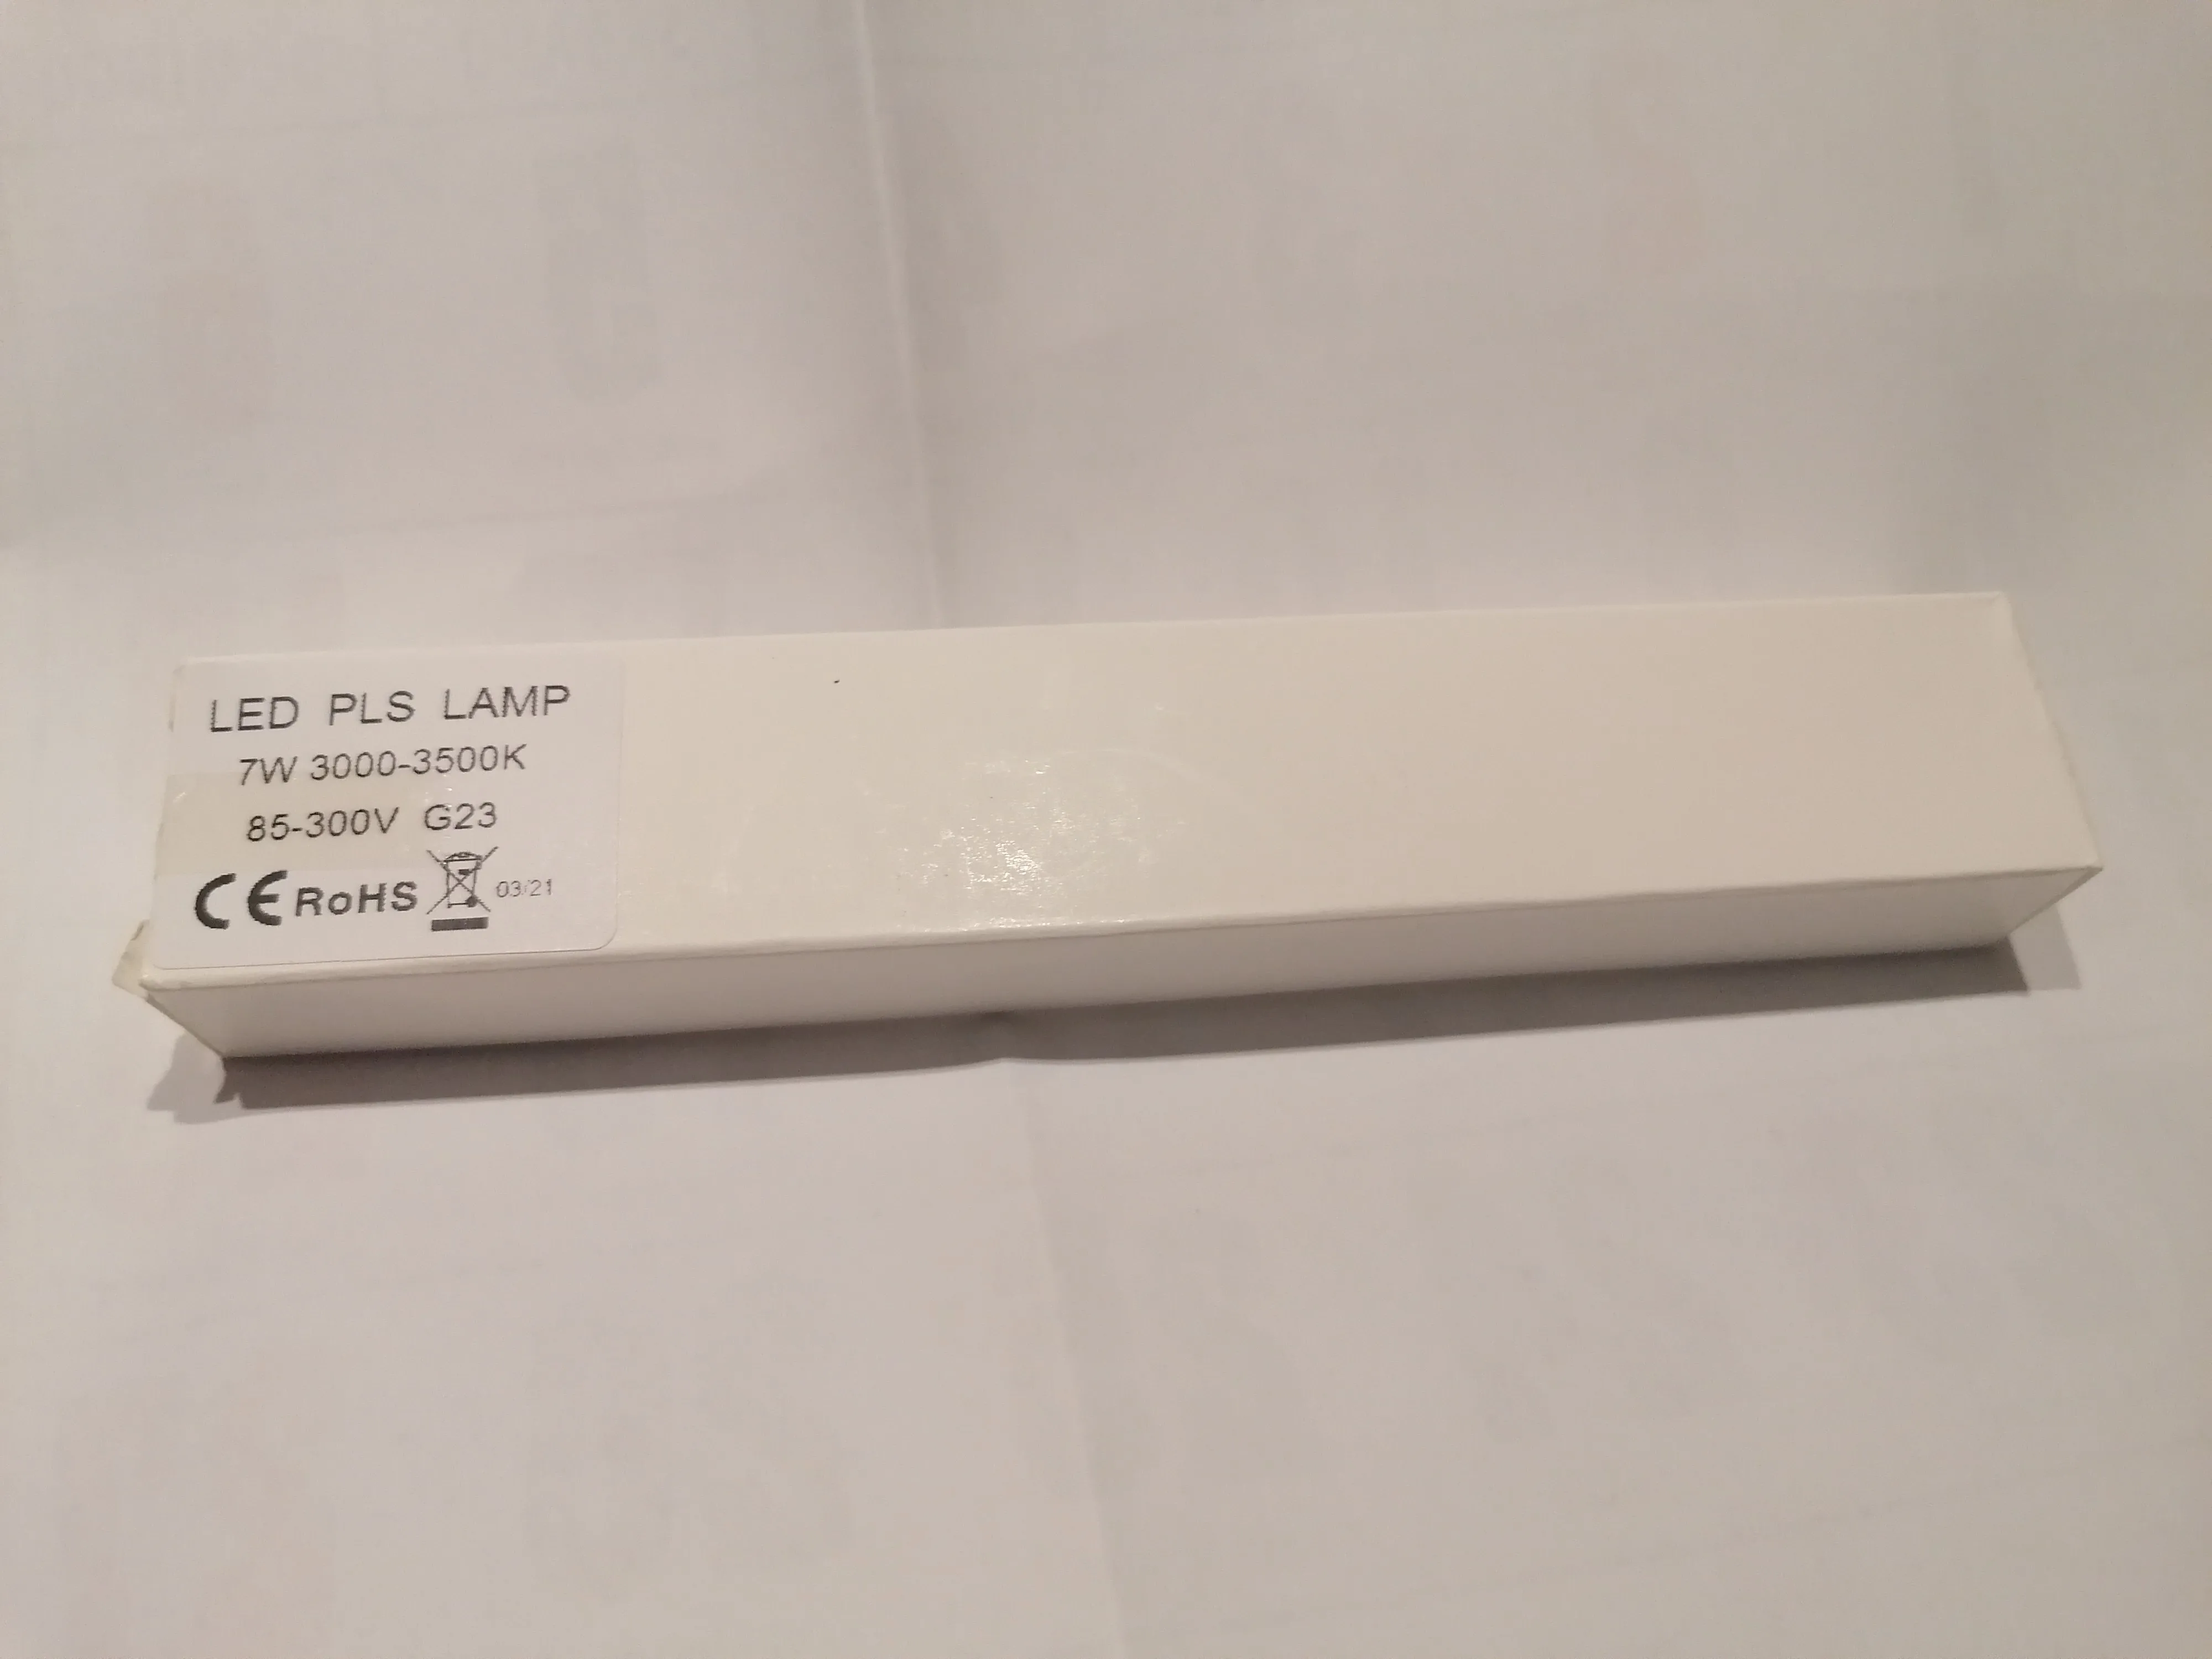 LED PLS LAMP
7W 3000-3500K
85-300V G23
CE RoHS 03/21